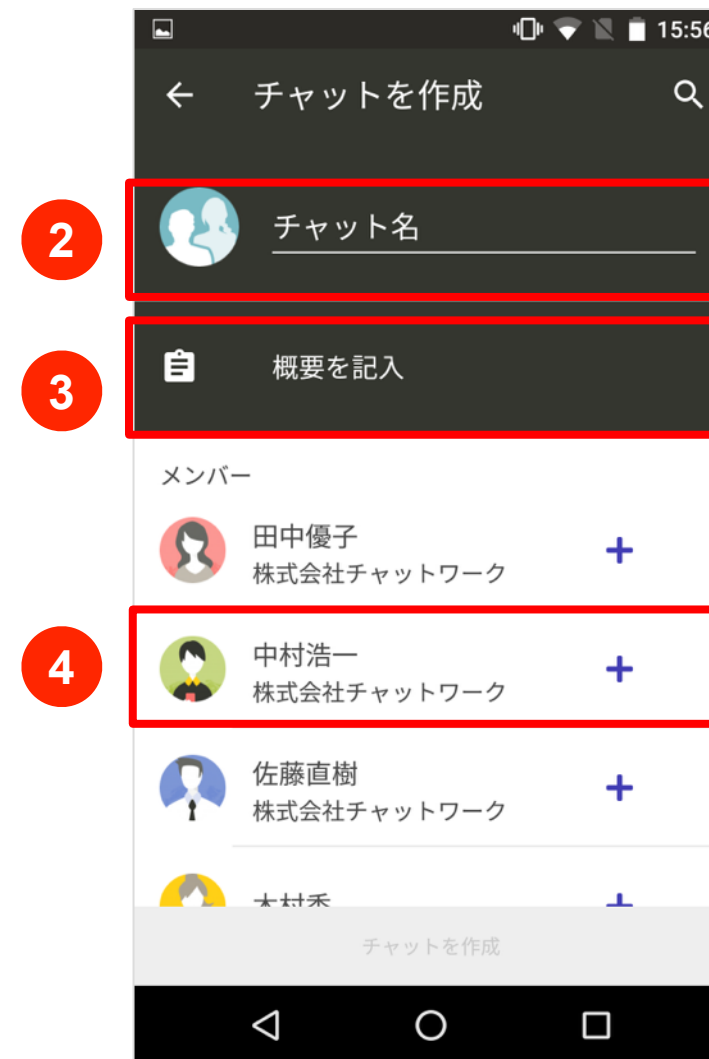 15:56
チャットを作成
2
チャット名
3
概要を記入
メンバー
田中優子
株式会社チャットワーク
4
中村浩一
株式会社チャットワーク
佐藤直樹
株式会社チャットワーク
チャットを作成